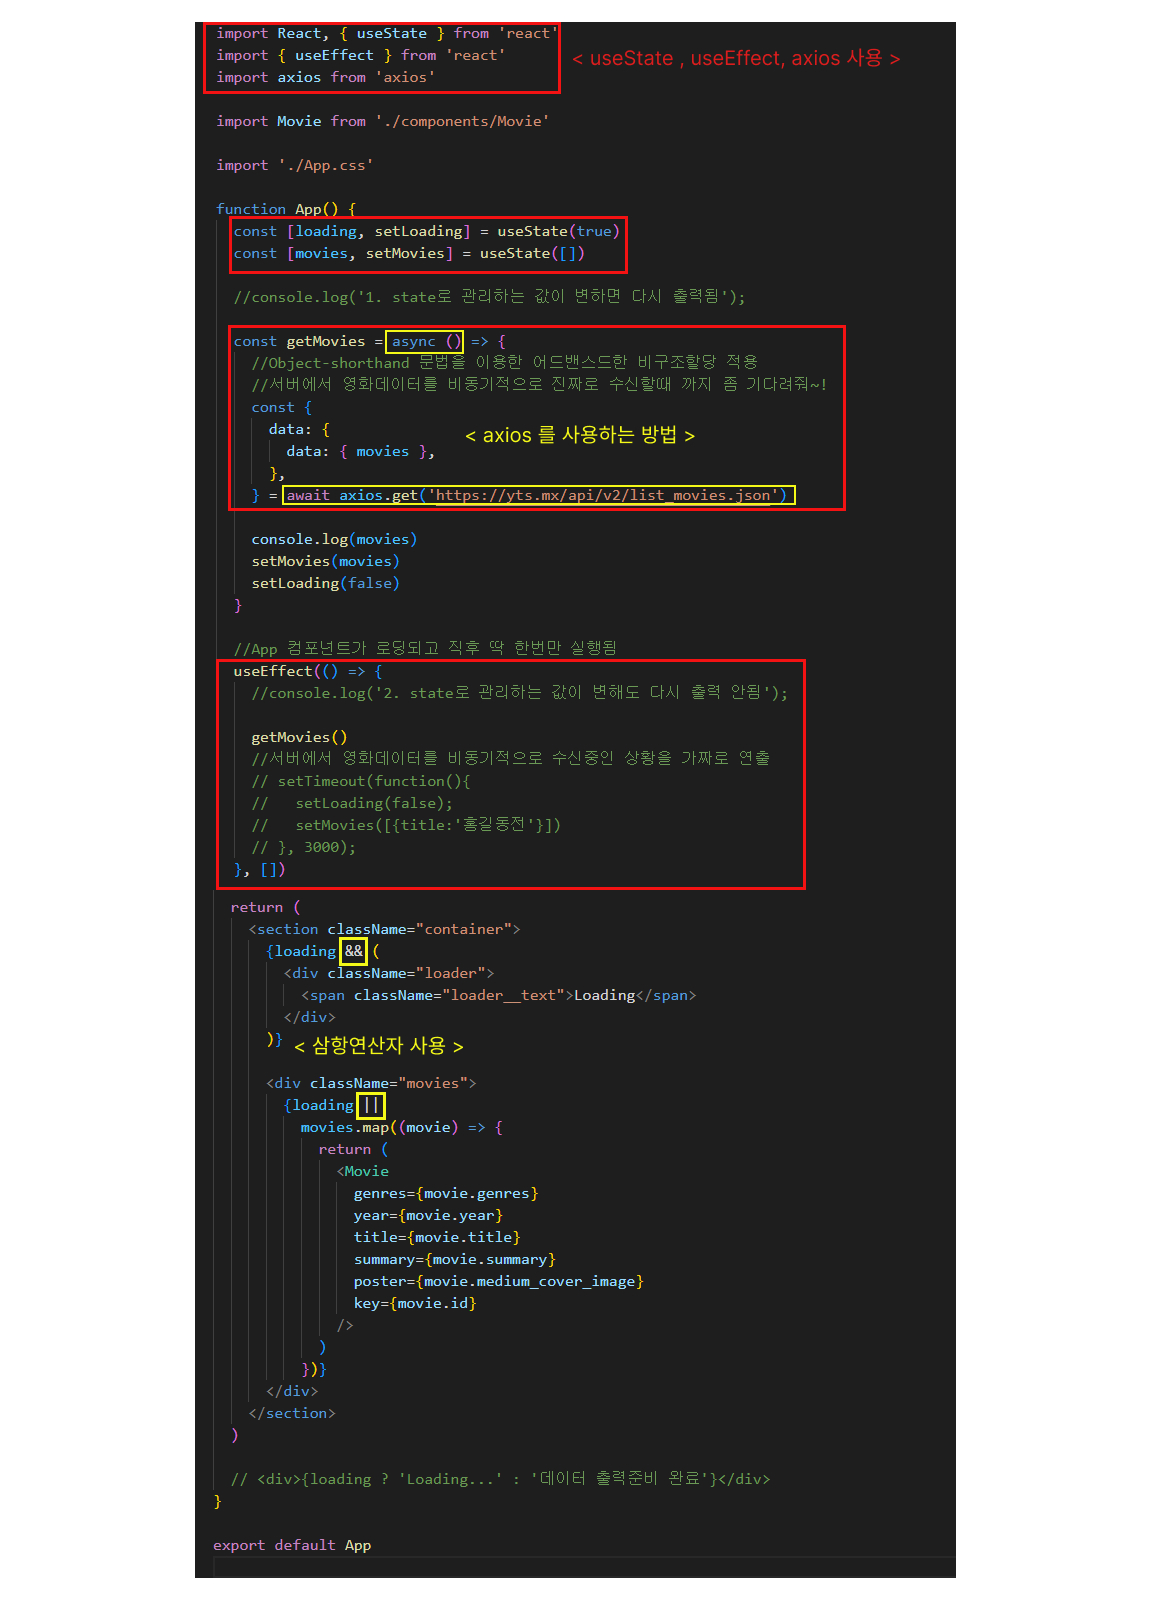 import React, { useState } from 'react'
import { useEffect } from 'react'
< useState , useEffect, axios 사용 >
import axios from 'axios'
import Movie from './components/Movie'
import './App.css'
function App() {
const [loading, setLoading] = useState(true)
const [movies, setMovies] = useState([])
//console.log('1. state로 관리하는 값이 변하면 다시 출력됨');
const getMovies = async () => {
//Object-shorthand 문법을 이용한 어드밴스드한 비구조할당 적용
//서버에서 영화데이터를 비동기적으로 진짜로 수신할때 까지 좀 기다려줘~!
const {
data: {
< axios 를 사용하는 방법 >
data: { movies },
},
} = await axios.get('https://yts.mx/api/v2/list_movies.json')
console.log(movies)
setMovies(movies)
setLoading(false)
}
//App 컴포넌트가 로딩되고 직후 딱 한번만 실행됨
useEffect(() => {
//console.log('2. state로 관리하는 값이 변해도 다시 출력 안됨');
getMovies()
//서버에서 영화데이터를 비동기적으로 수신중인 상황을 가짜로 연출
// setTimeout(function(){
//   setLoading(false);
//   setMovies([{title:'홍길동전'}])
// }, 3000);
}, [])
return (
<section className="container">
{loading && (
<div className="loader">
<span className="loader__text">Loading</span>
</div>
)}
< 삼항연산자 사용 >
<div className="movies">
{loading ||
movies.map((movie) => {
return (
<Movie
genres={movie.genres}
year={movie.year}
title={movie.title}
summary={movie.summary}
poster={movie.medium_cover_image}
key={movie.id}
/>
)
})}
</div>
</section>
)
// <div>{loading ? 'Loading...' : '데이터 출력준비 완료'}</div>
}
export default App